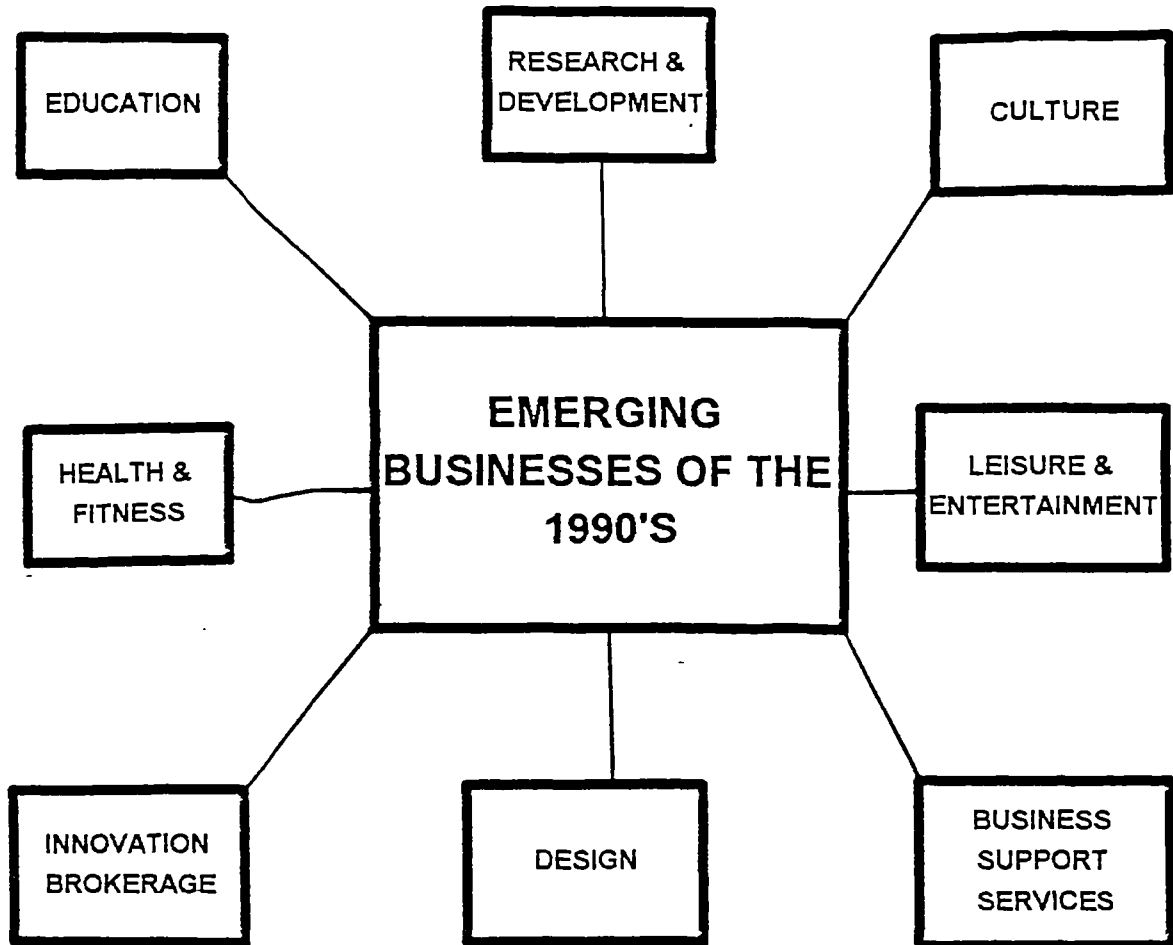 EDUCATION
RESEARCH &
DEVELOPMENT
CULTURE
HEALTH &
FITNESS
EMERGING
BUSINESSES OF THE
1990'S
LEISURE &
ENTERTAINMENT
INNOVATION
BROKERAGE
DESIGN
BUSINESS
SUPPORT
SERVICES